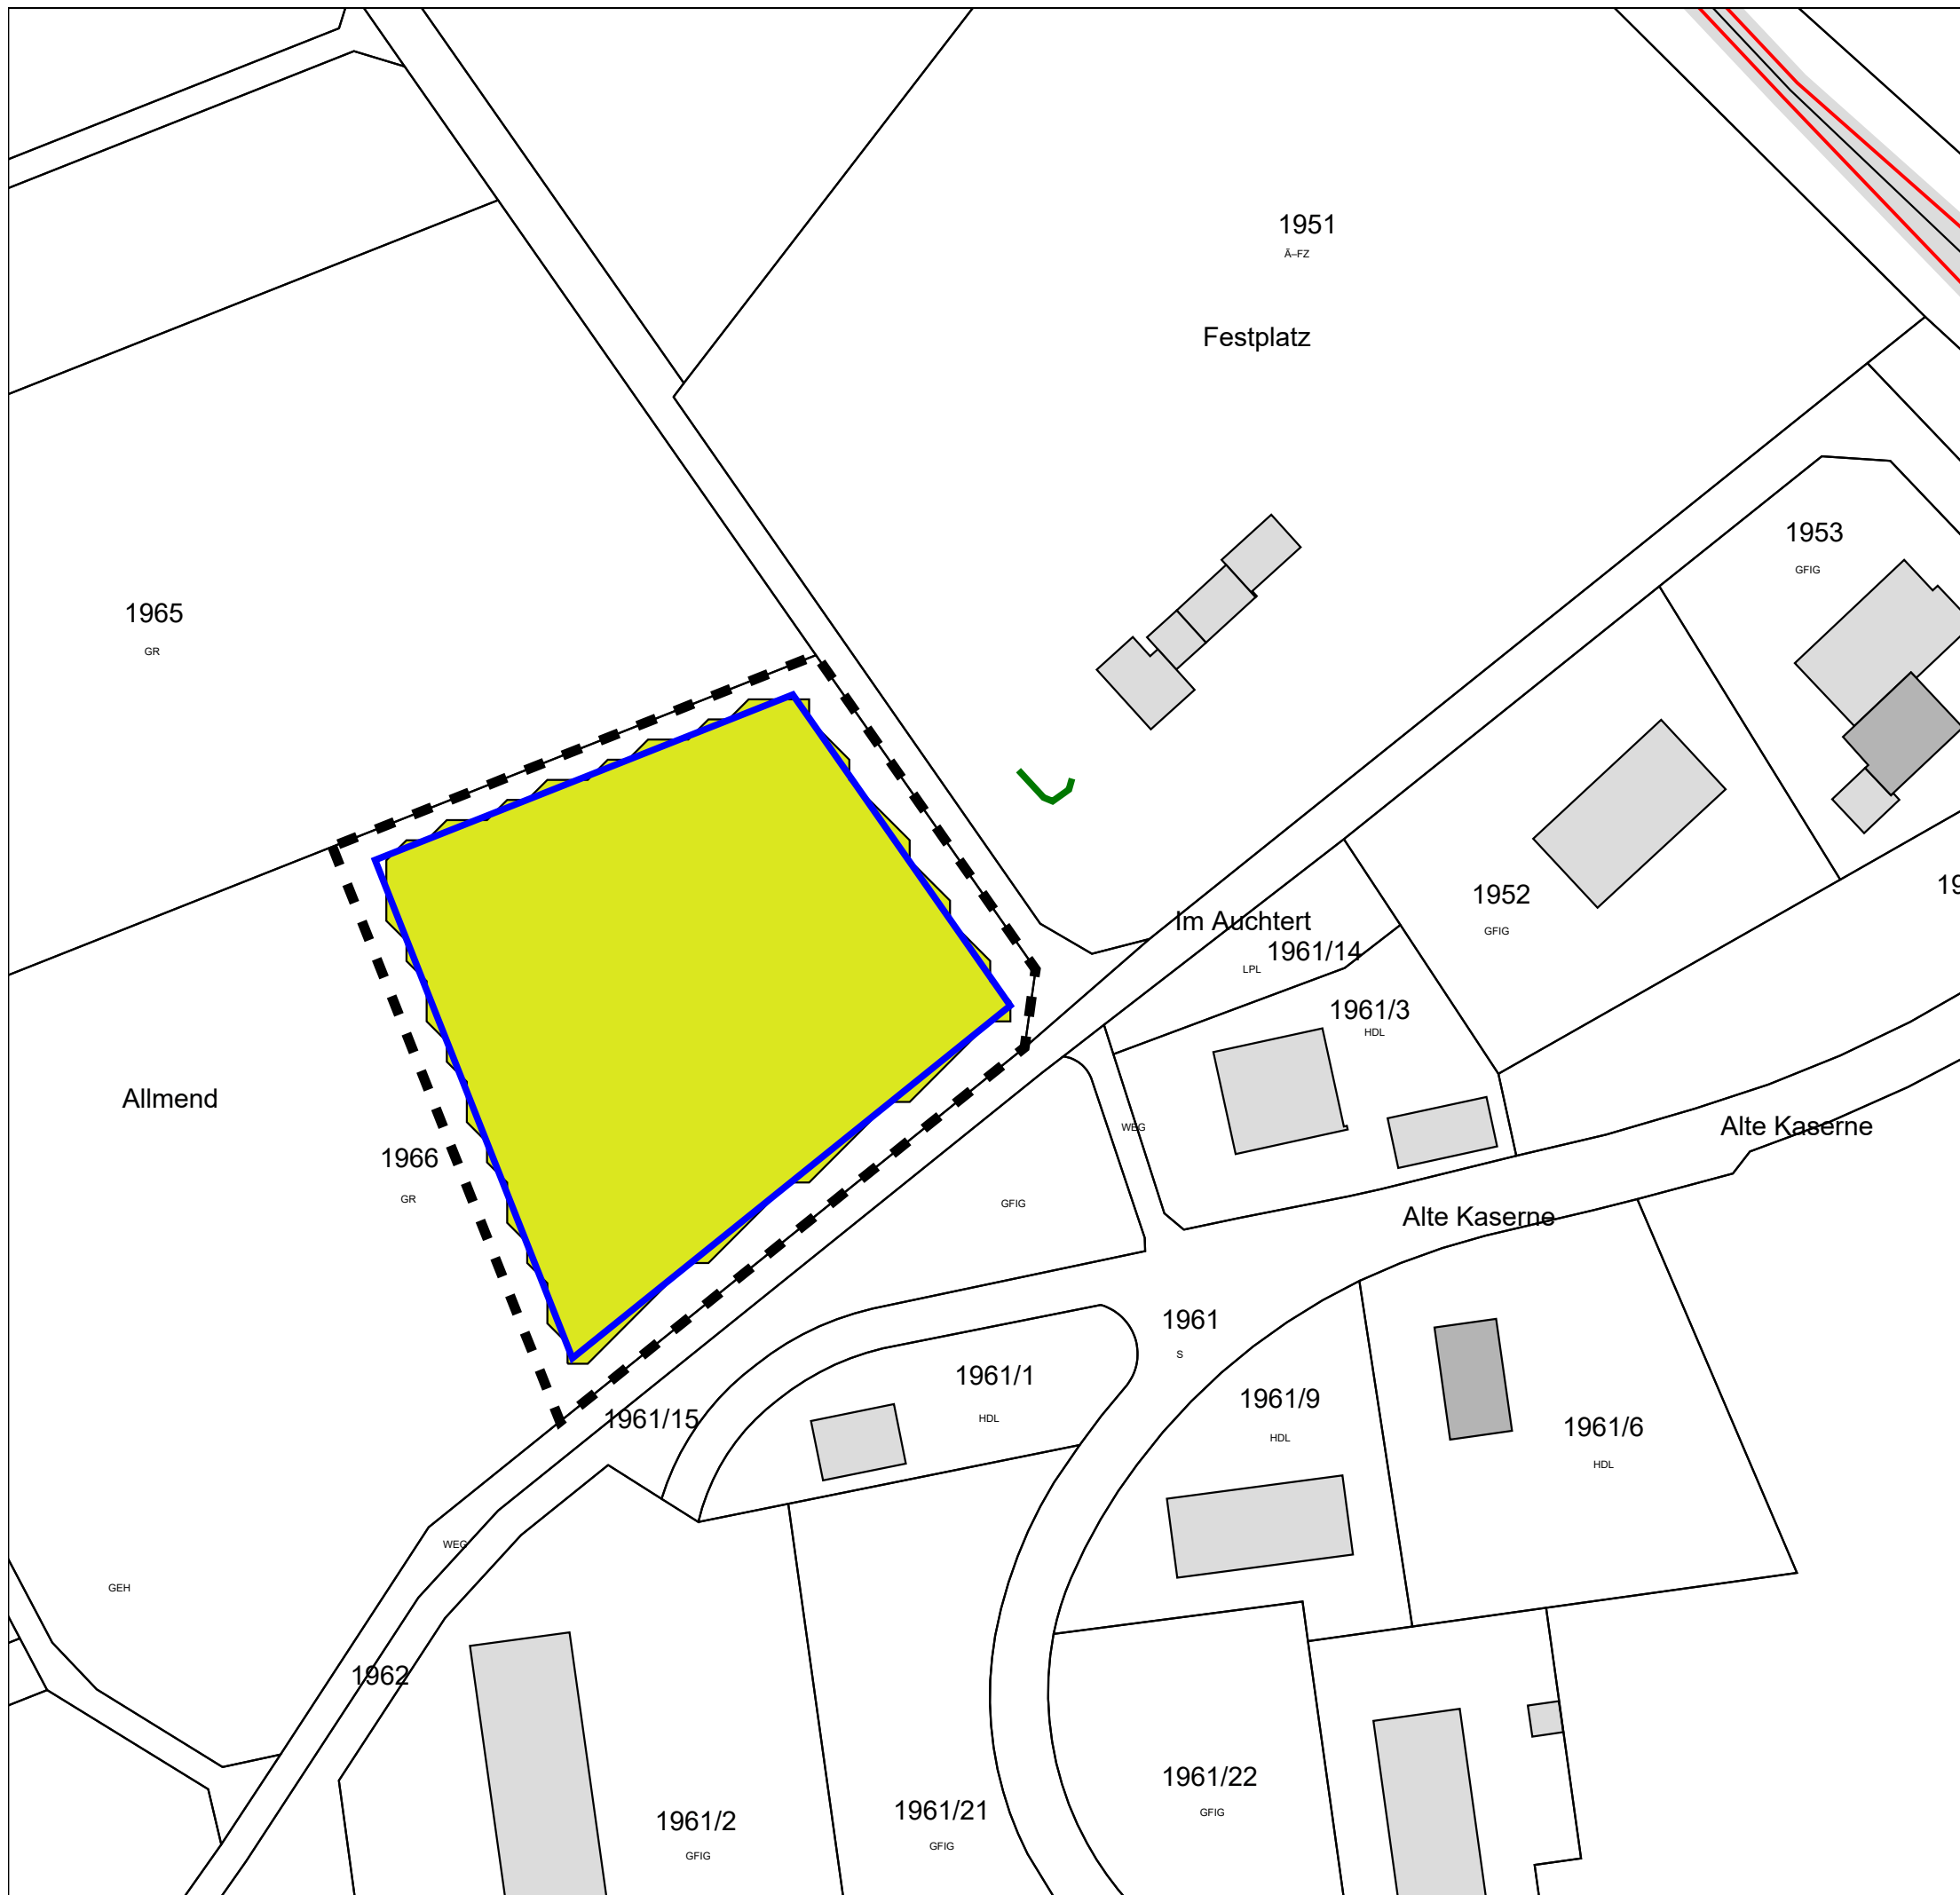 1951
Ä–FZ
Festplatz
1953
GFIG
1965
GR
1952
GFIG
19
Im Auchtert
1961/14
LPL
1961/3
HDL
Allmend
WEG
Alte Kaserne
1966
GR
GFIG
Alte Kaserne
1961
S
1961/1
HDL
1961/9
HDL
1961/15
1961/6
HDL
WEG
GEH
1962
1961/22
GFIG
1961/2
GFIG
1961/21
GFIG